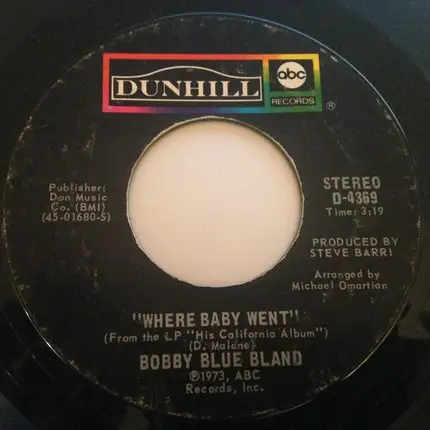 DUNHILL
abc
RECORDS
®
Publisher:
Don Music
Co. (BMI)
(45-01680-S)
STEREO
D-4369
Time: 3:19
PRODUCED BY
STEVE BARRI
Arranged by
Michael Omartian
"WHERE BABY WENT"
(From the LP "His California Album")
(D. Malone)
BOBBY BLUE BLAND
℗1973, ABC
Records, Inc.